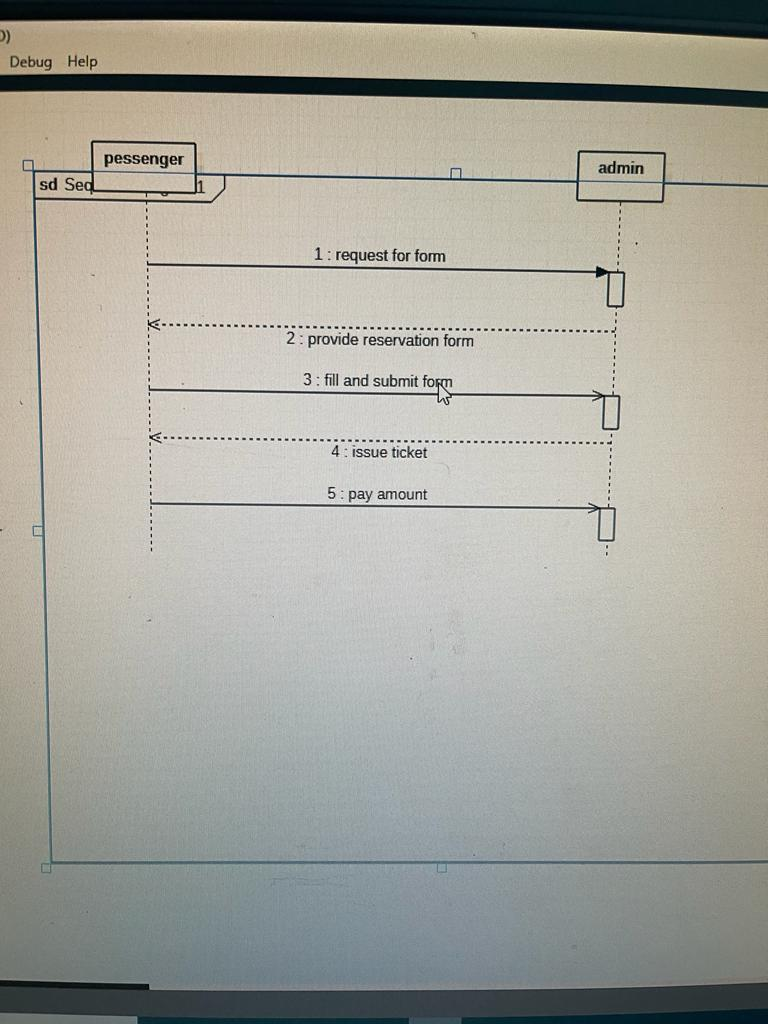 Debug Help
pessenger
admin
sd Seq 1
1 : request for form
2 : provide reservation form
3 : fill and submit form
4 : issue ticket
5 : pay amount